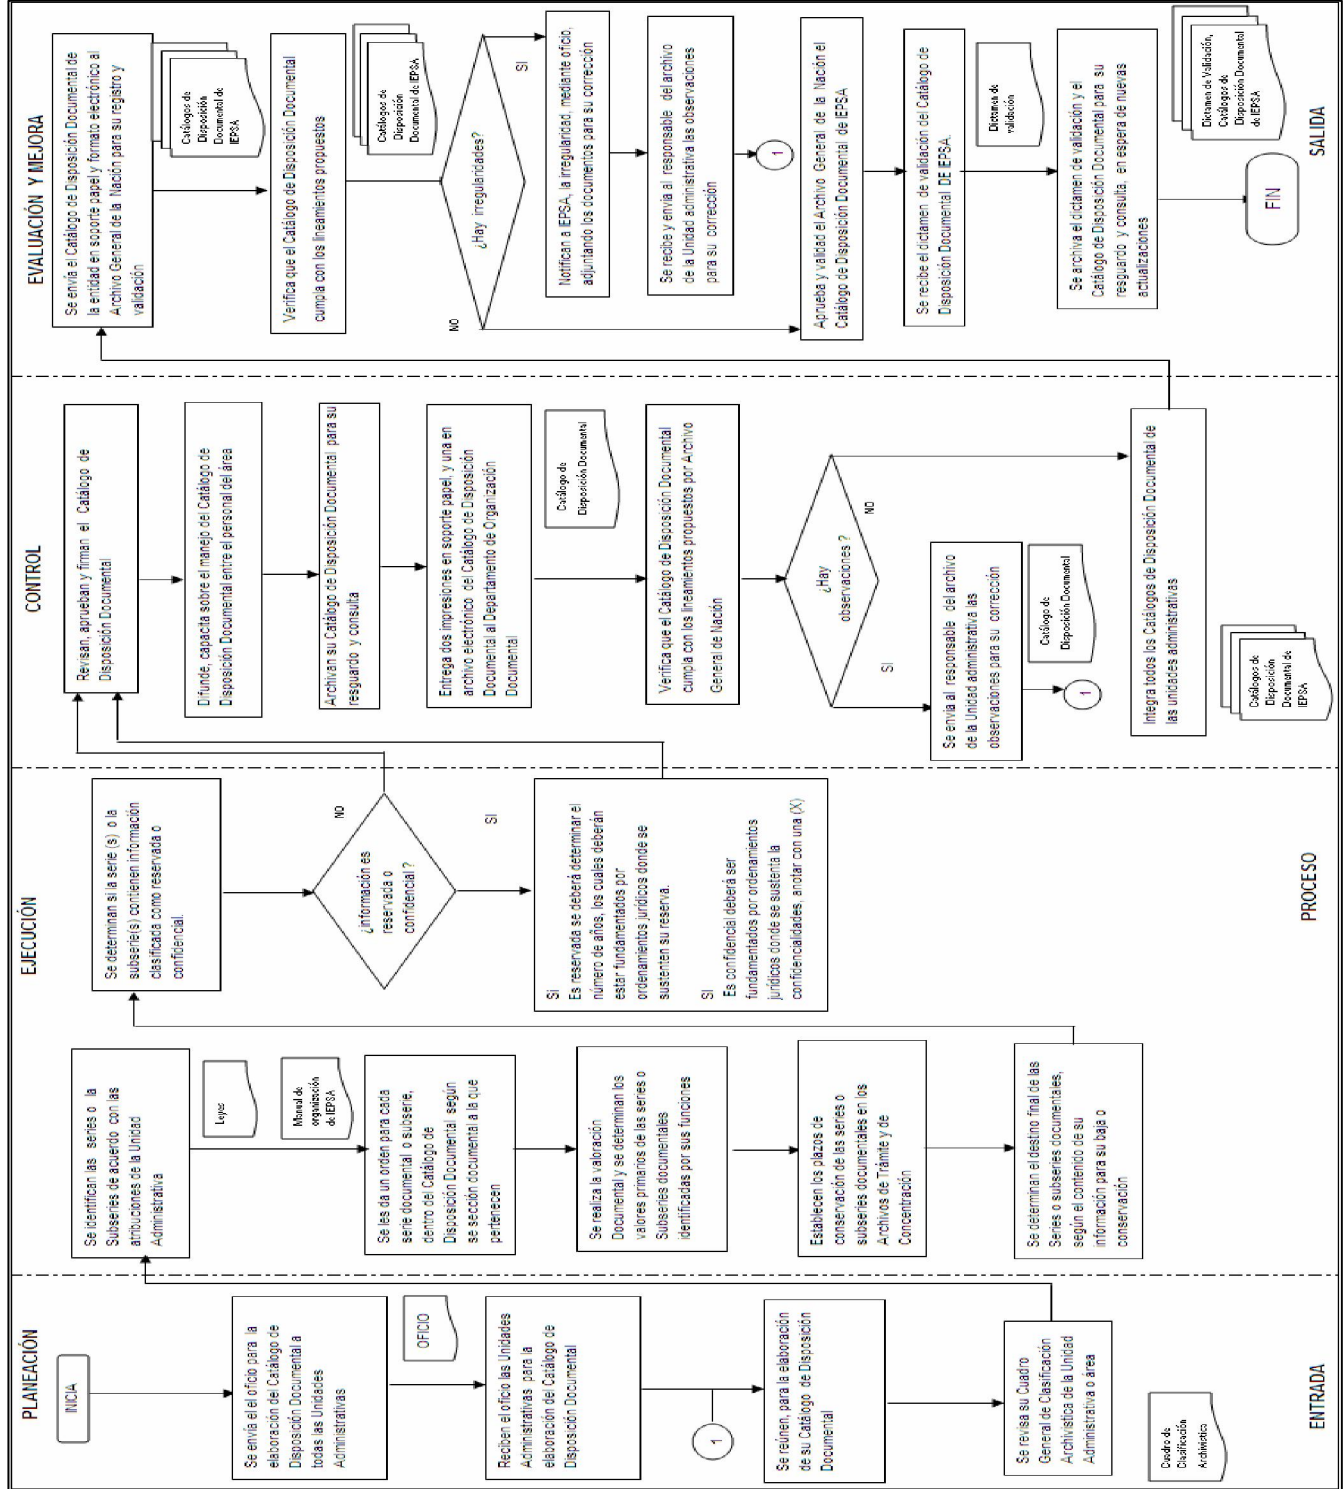 PLANEACIÓN
INICIA
Se envía el el oficio para la
elaboración del Catálogo de
Disposición Documental a
todas las Unidades
Administrativas
OFICIO
Reciben el oficio las Unidades
Administrativas para la
elaboración del Catálogo de
Disposición Documental
1
Se reúnen, para la elaboración
de su Catálogo de Disposición
Documental
Se revisa su Cuadro
General de Clasificación
Archivística de la Unidad
Administrativa o área
Cuadro de
Clasificación
Archivística
ENTRADA
EJECUCIÓN
Se identifican las series o la
Subseries de acuerdo con las
atribuciones de la Unidad
Administrativa
Leyes
Manual de
organización
de IEPSA
Se les da un orden para cada
serie documental o subserie,
dentro del Catálogo de
Disposición Documental según
se sección documental a la que
pertenecen
Se realiza la valoración
Documental y se determinan los
valores primarios de las series o
Subseries documentales
identificadas por sus funciones
Establecen los plazos de
conservación de las series o
subseries documentales en los
Archivos de Trámite y de
Concentración
Se determinan el destino final de las
Series o subseries documentales,
según el contenido de su
información para su baja o
conservación
Se determinan si la serie (s) o la
subserie(s) contienen información
clasificada como reservada o
confidencial.
¿información es
reservada o
confidencial?
NO
SI
Si
Es reservada se deberá determinar el
número de años, los cuales deberán
estar fundamentados por
ordenamientos jurídicos donde se
sustenten su reserva.
SI
Es confidencial deberá ser
fundamentados por ordenamientos
jurídicos donde se sustenta la
confidencialidades, anotar con una (X)
PROCESO
CONTROL
Revisan, aprueban y firman el Catálogo de
Disposición Documental
Difunde, capacita sobre el manejo del Catálogo de
Disposición Documental entre el personal del área
Archivan su Catálogo de Disposición Documental para su
resguardo y consulta
Entrega dos impresiones en soporte papel, y una en
archivo electrónico del Catálogo de Disposición
Documental al Departamento de Organización
Documental
Catálogo de
Disposición Documental
Verifica que el Catálogo de Disposición Documental
cumpla con los lineamientos propuestos por Archivo
General de Nación
¿Hay
observaciones ?
SI
NO
Se envía al responsable del archivo
de la Unidad administrativa las
observaciones para su corrección
Catálogo de
Disposición Documental
1
Integra todos los Catálogos de Disposición Documental de
las unidades administrativas
Catálogos de
Disposición
Documental de
IEPSA
EVALUACIÓN Y MEJORA
Se envía el Catálogo de Disposición Documental de
la entidad en soporte papel y formato electrónico al
Archivo General de la Nación para su registro y
validación
Catálogos de
Disposición
Documental de
IEPSA
Verifica que el Catálogo de Disposición Documental
cumpla con los lineamientos propuestos
Catálogos de
Disposición
Documental de IEPSA
¿Hay irregularidades?
NO
SI
Notifican a IEPSA, la irregularidad, mediante oficio,
adjuntando los documentos para su corrección
Se recibe y envía al responsable del archivo
de la Unidad administrativa las observaciones
para su corrección
1
Aprueba y validad el Archivo General de la Nación el
Catálogo de Disposición Documental de IEPSA
Se recibe el dictamen de validación del Catálogo de
Disposición Documental DE IEPSA.
Dictamen de
validación
Se archiva el dictamen de validación y el
Catálogo de Disposición Documental para su
resguardo y consulta, en espera de nuevas
actualizaciones
Dictamen de Validación,
Catálogos de
Disposición Documental
de IEPSA
FIN
SALIDA